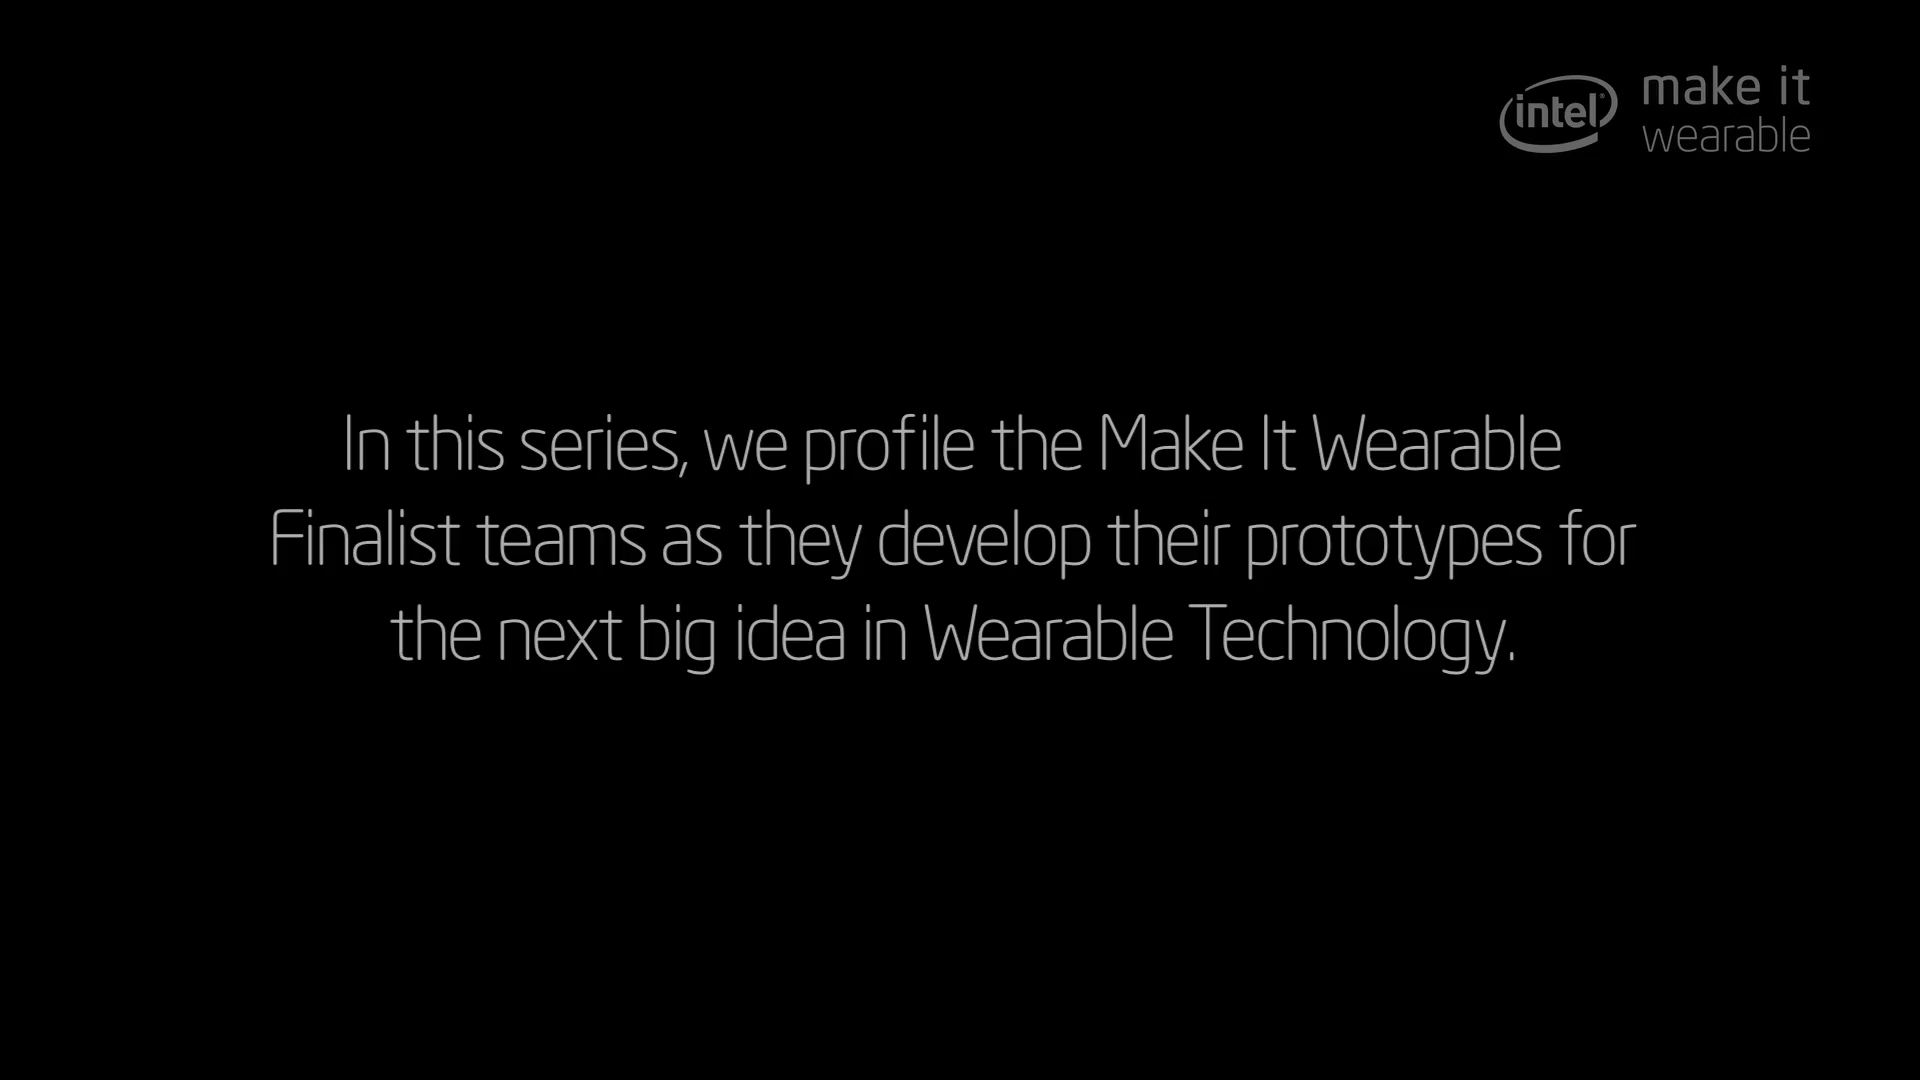 intel® make it
wearable
In this series, we profile the Make It Wearable
Finalist teams as they develop their prototypes for
the next big idea in Wearable Technology.